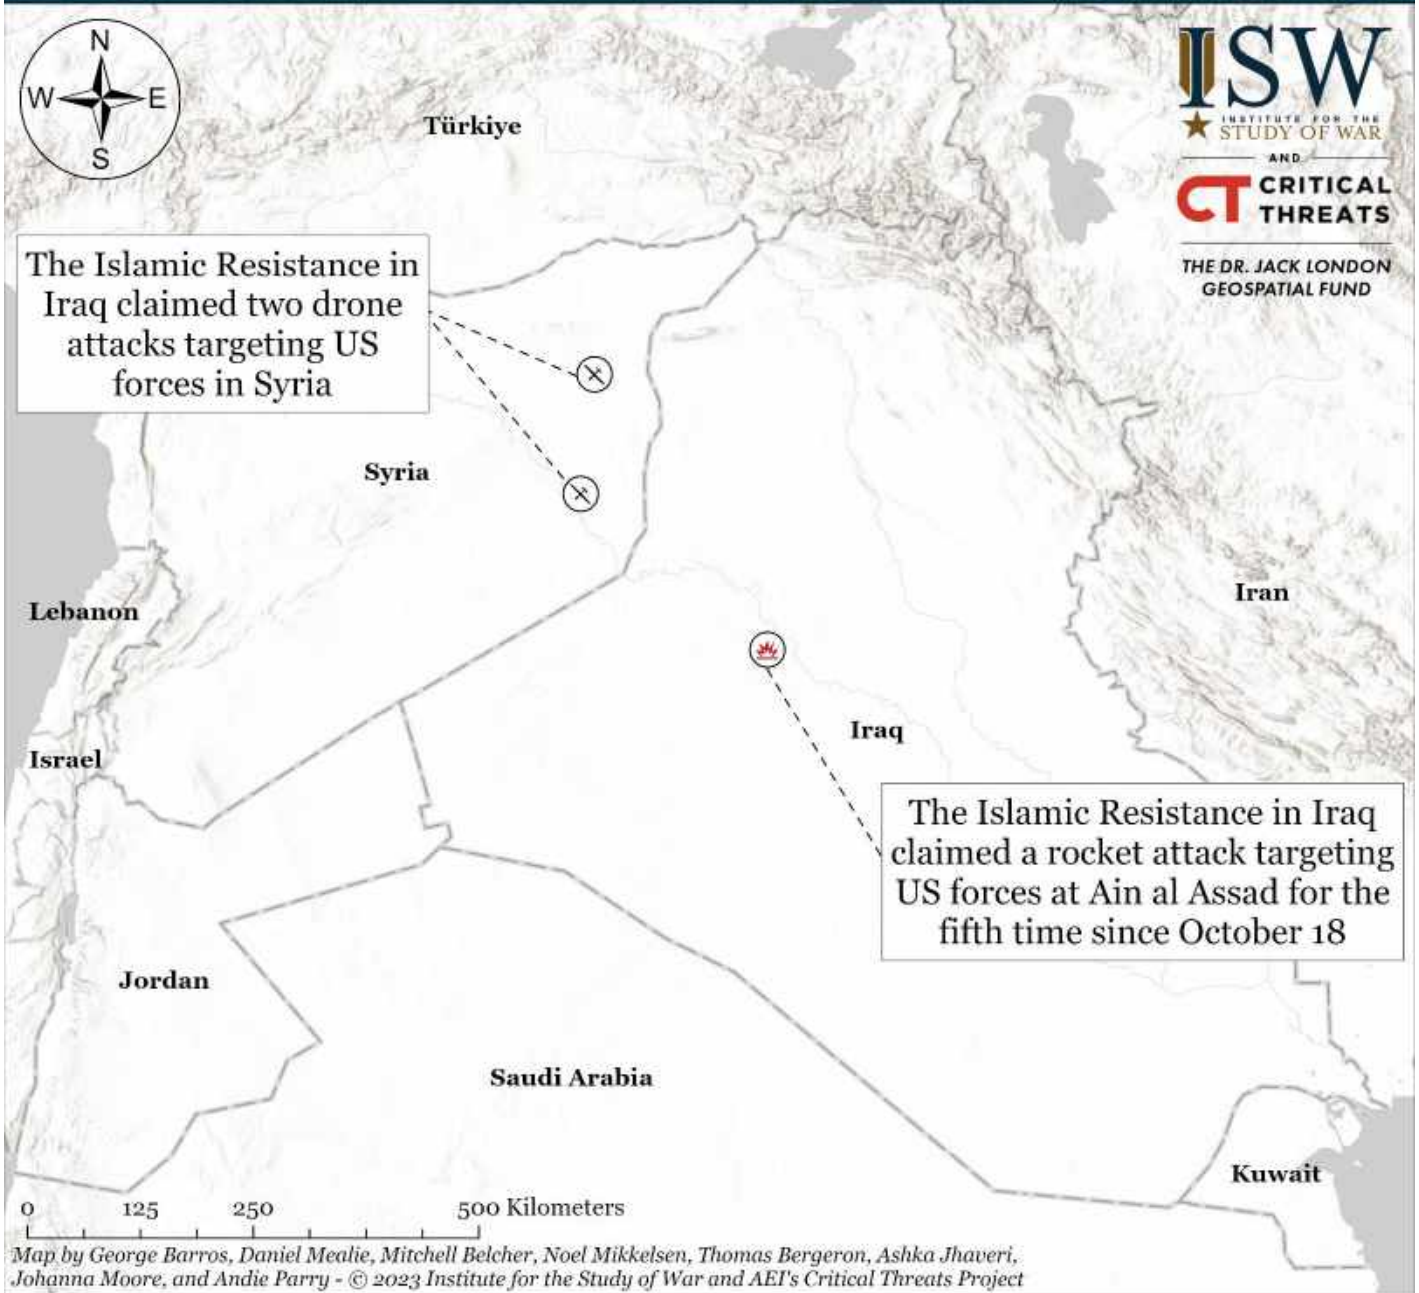 N
W
E
S
ISW
INSTITUTE FOR THE
STUDY OF WAR
AND
CT CRITICAL
THREATS
THE DR. JACK LONDON
GEOSPATIAL FUND
Türkiye
The Islamic Resistance in
Iraq claimed two drone
attacks targeting US
forces in Syria
Syria
Lebanon
Iran
Israel
Iraq
The Islamic Resistance in Iraq
claimed a rocket attack targeting
US forces at Ain al Assad for the
fifth time since October 18
Jordan
Saudi Arabia
Kuwait
0 125 250 500 Kilometers
Map by George Barros, Daniel Mealie, Mitchell Belcher, Noel Mikkelsen, Thomas Bergeron, Ashka Jhaveri,
Johanna Moore, and Andie Parry - © 2023 Institute for the Study of War and AEI's Critical Threats Project